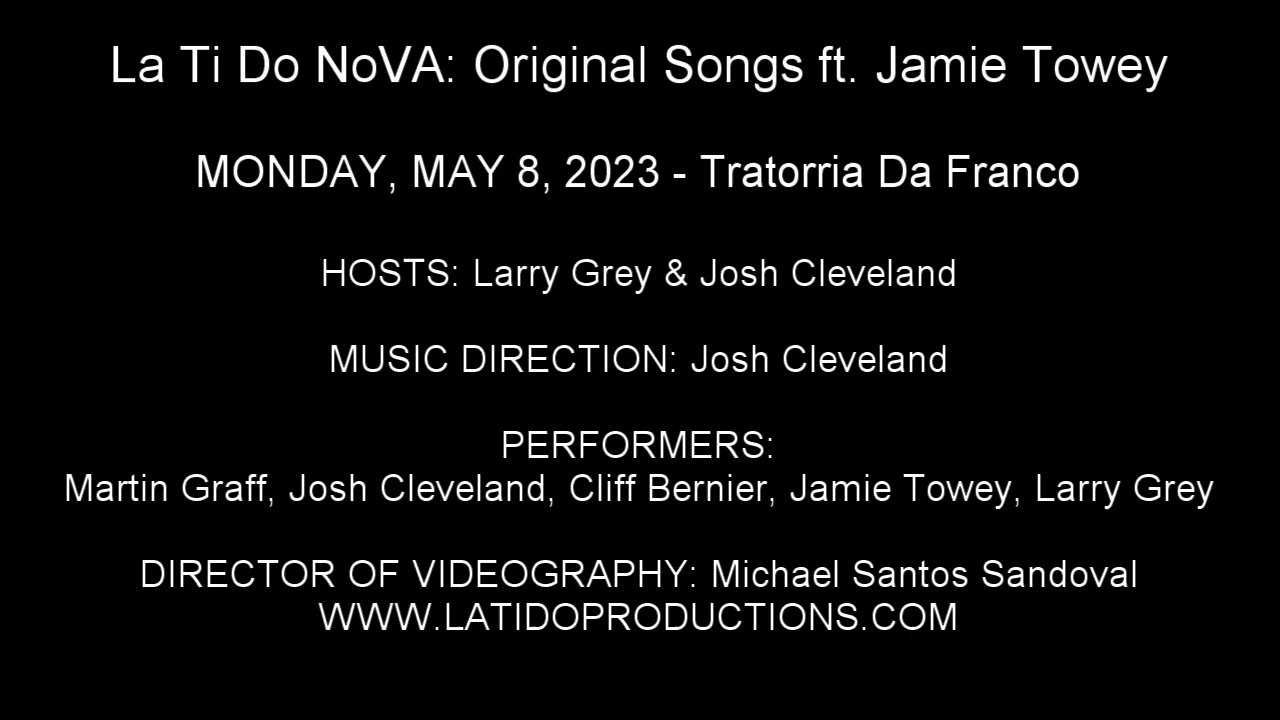 La Ti Do NoVA: Original Songs ft. Jamie Towey
MONDAY, MAY 8, 2023 - Tratorria Da Franco
HOSTS: Larry Grey & Josh Cleveland
MUSIC DIRECTION: Josh Cleveland
PERFORMERS:
Martin Graff, Josh Cleveland, Cliff Bernier, Jamie Towey, Larry Grey
DIRECTOR OF VIDEOGRAPHY: Michael Santos Sandoval
WWW.LATIDOPRODUCTIONS.COM